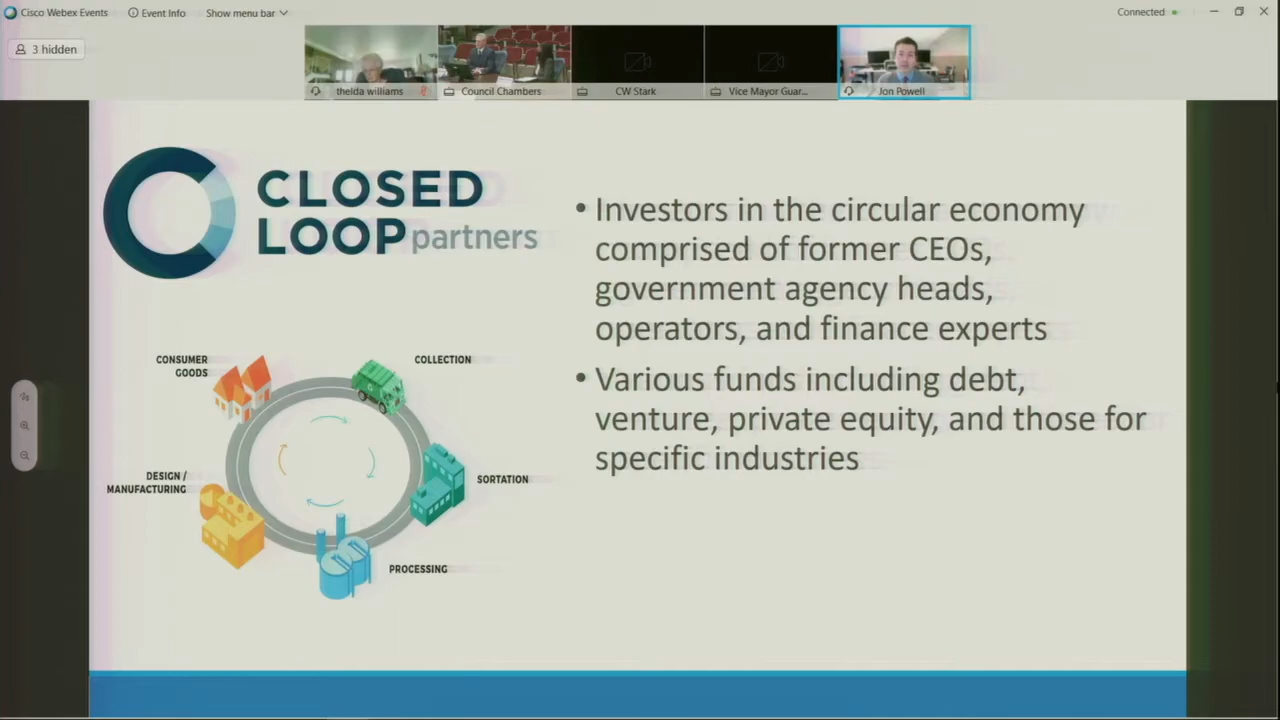 Cisco Webex Events
Event Info
Show menu bar
Connected
3 hidden
thelda williams
Council Chambers
CW Stark
Vice Mayor Guar...
Jon Powell
CLOSED
LOOP partners
CONSUMER
GOODS
COLLECTION
DESIGN /
MANUFACTURING
SORTATION
PROCESSING
• Investors in the circular economy
comprised of former CEOs,
government agency heads,
operators, and finance experts
• Various funds including debt,
venture, private equity, and those for
specific industries